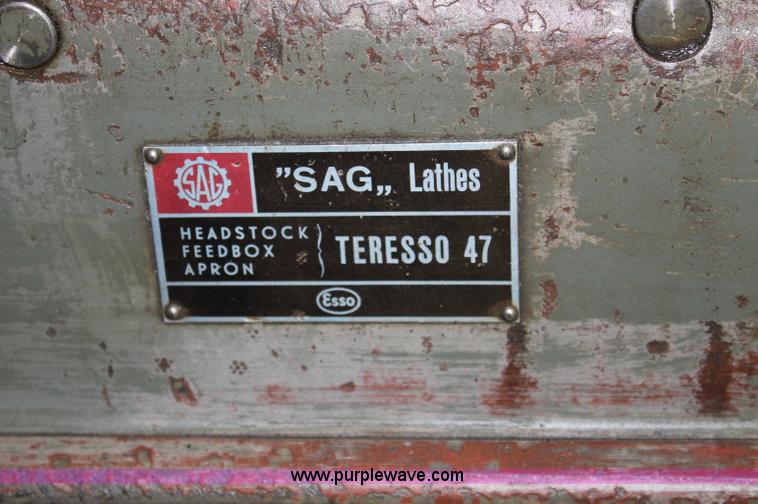 SAG
"SAG„ Lathes
HEADSTOCK
FEEDBOX
APRON
TERESSO 47
Esso
www.purplewave.com